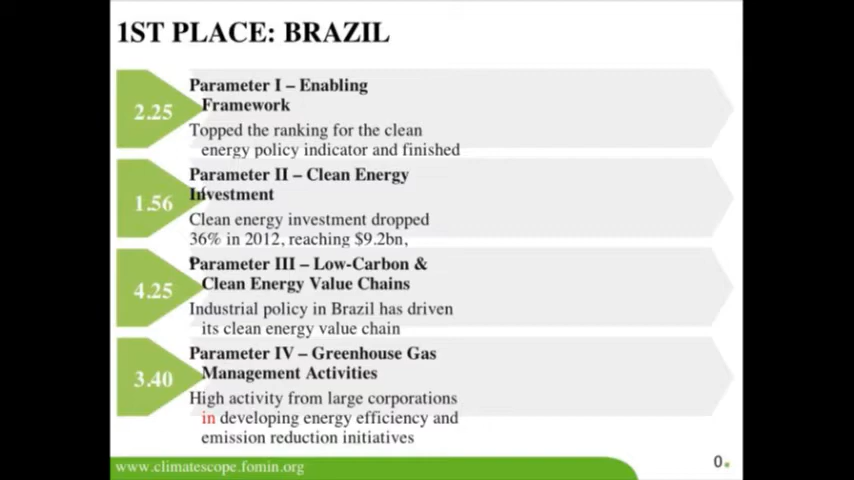 1ST PLACE: BRAZIL
2.25
Parameter I – Enabling
Framework
Topped the ranking for the clean
energy policy indicator and finished
1.56
Parameter II – Clean Energy
Investment
Clean energy investment dropped
36% in 2012, reaching $9.2bn,
4.25
Parameter III – Low-Carbon &
Clean Energy Value Chains
Industrial policy in Brazil has driven
its clean energy value chain
3.40
Parameter IV – Greenhouse Gas
Management Activities
High activity from large corporations
in developing energy efficiency and
emission reduction initiatives
www.climatescope.fomin.org
0